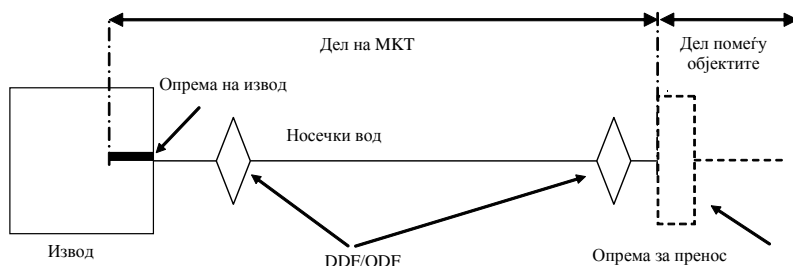 Дел на МКТ
Дел помеѓу
објектите
Опрема на извод
Носечки вод
Извод
DDF/ODF
Опрема за пренос